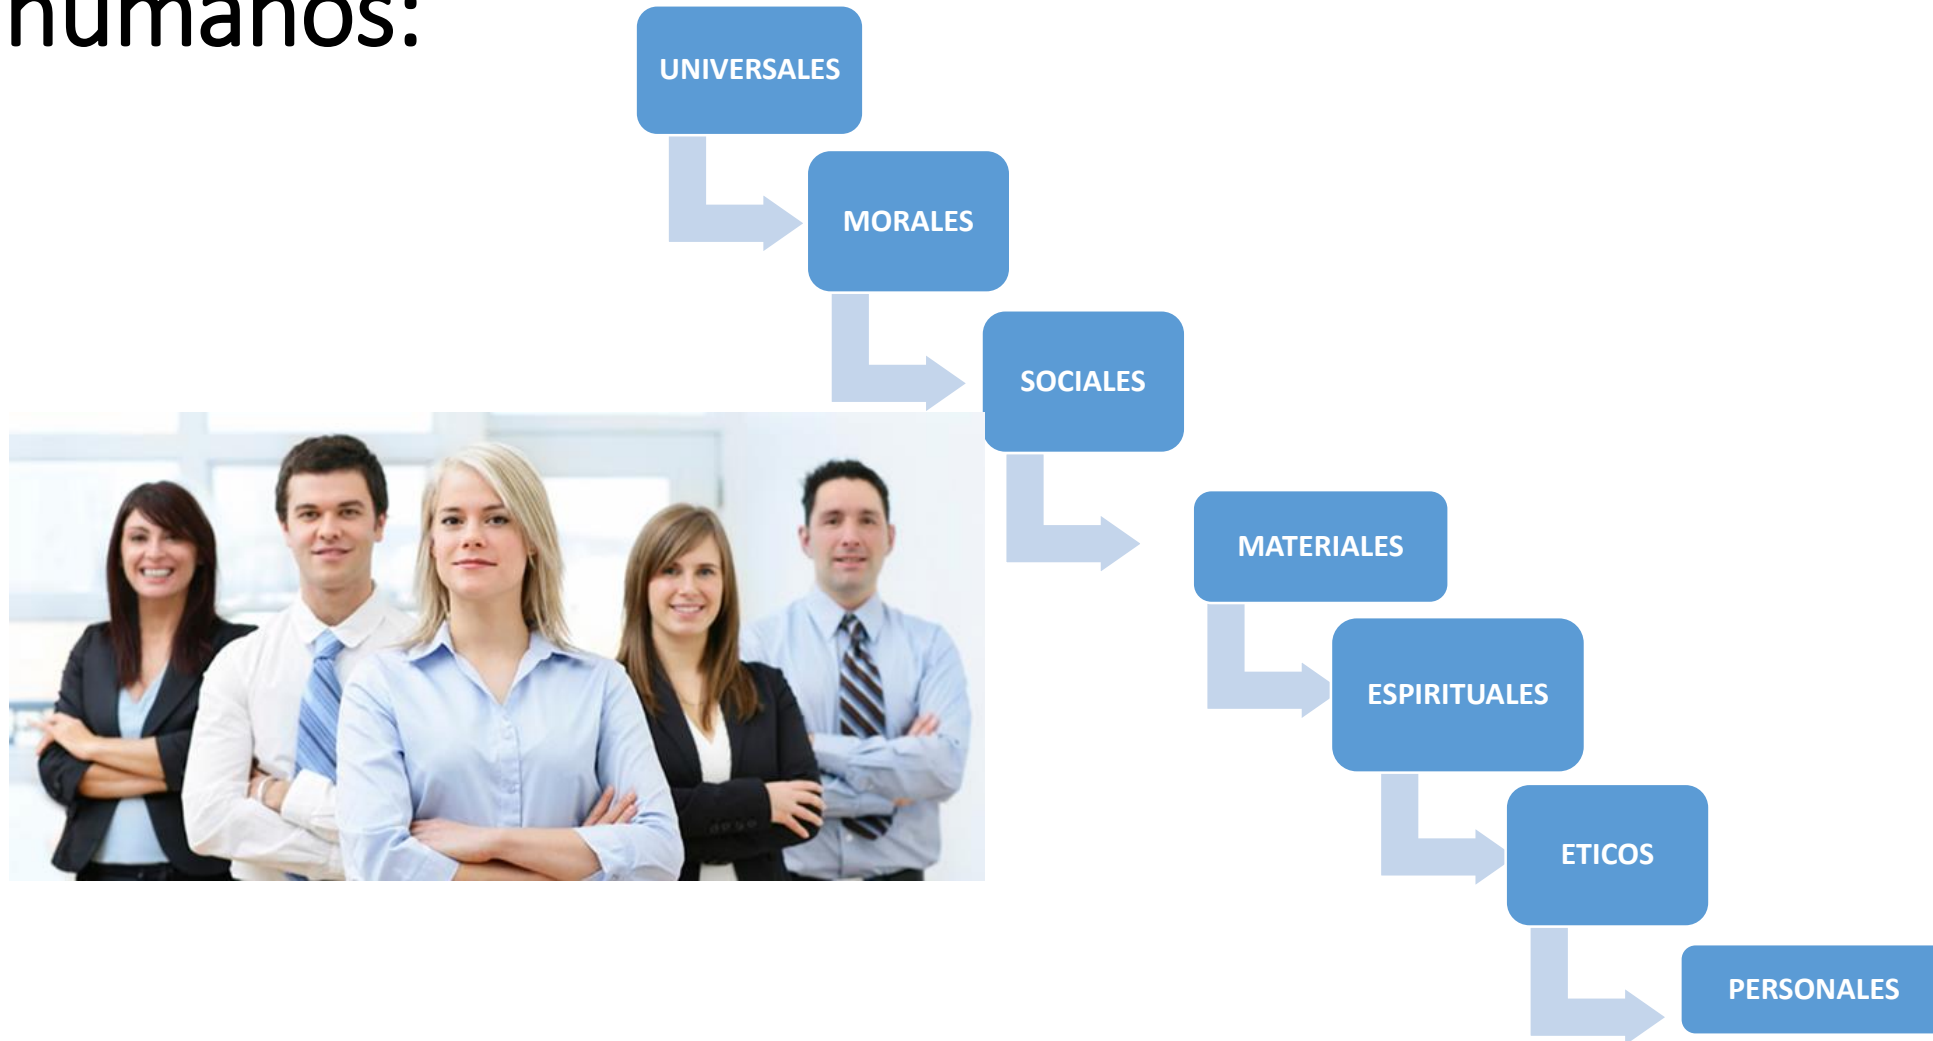 humanos:
UNIVERSALES
MORALES
SOCIALES
MATERIALES
ESPIRITUALES
ETICOS
PERSONALES